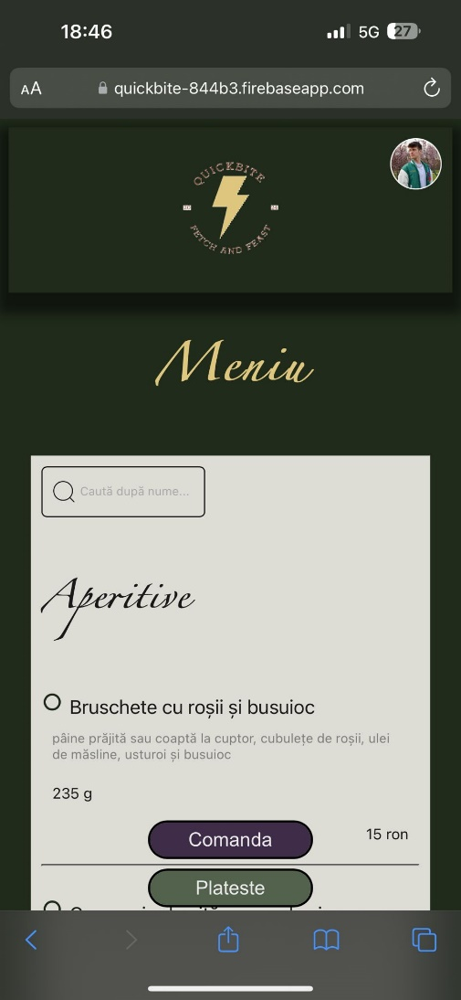 18:46
5G
27
AA
quickbite-844b3.firebaseapp.com
QUICKBITE
20
24
FETCH AND FEAST
Meniu
Caută după nume...
Aperitive
Bruschete cu roșii și busuioc
pâine prăjită sau coaptă la cuptor, cubulețe de roșii, ulei
de măsline, usturoi și busuioc
235 g
15 ron
Comanda
Plateste